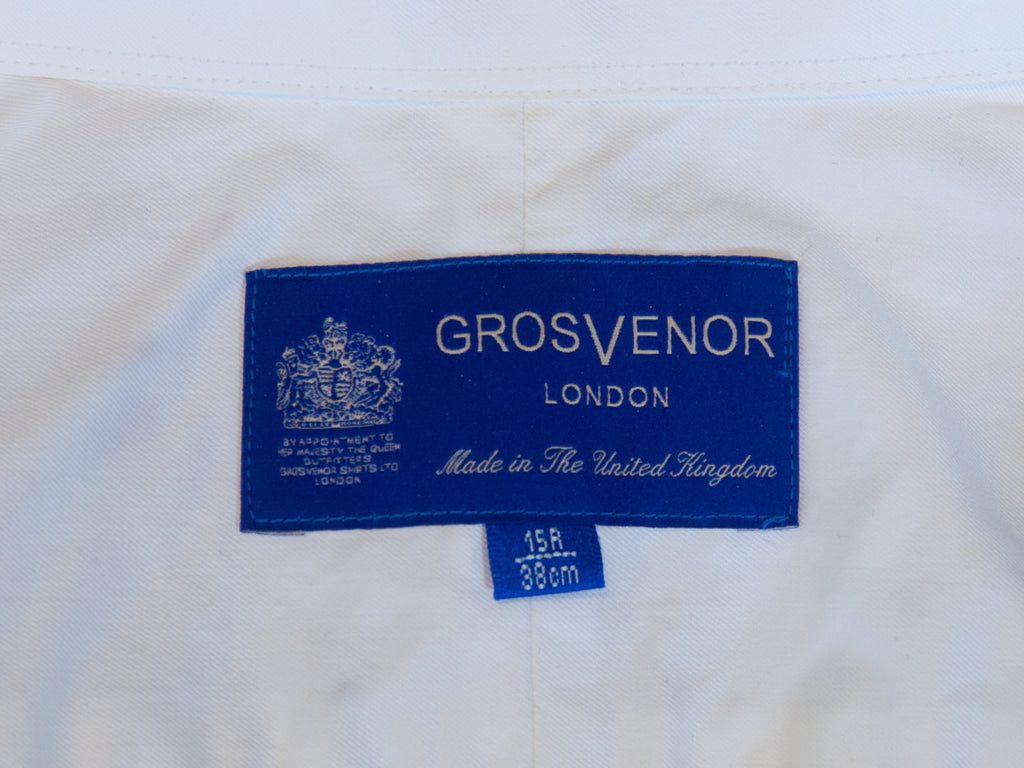 GROSVENOR
LONDON
Made in The United Kingdom
BY APPOINTMENT TO
HER MAJESTY THE QUEEN
OUTFITTERS
GROSVENOR SHIRTS LTD
LONDON
15R
38cm